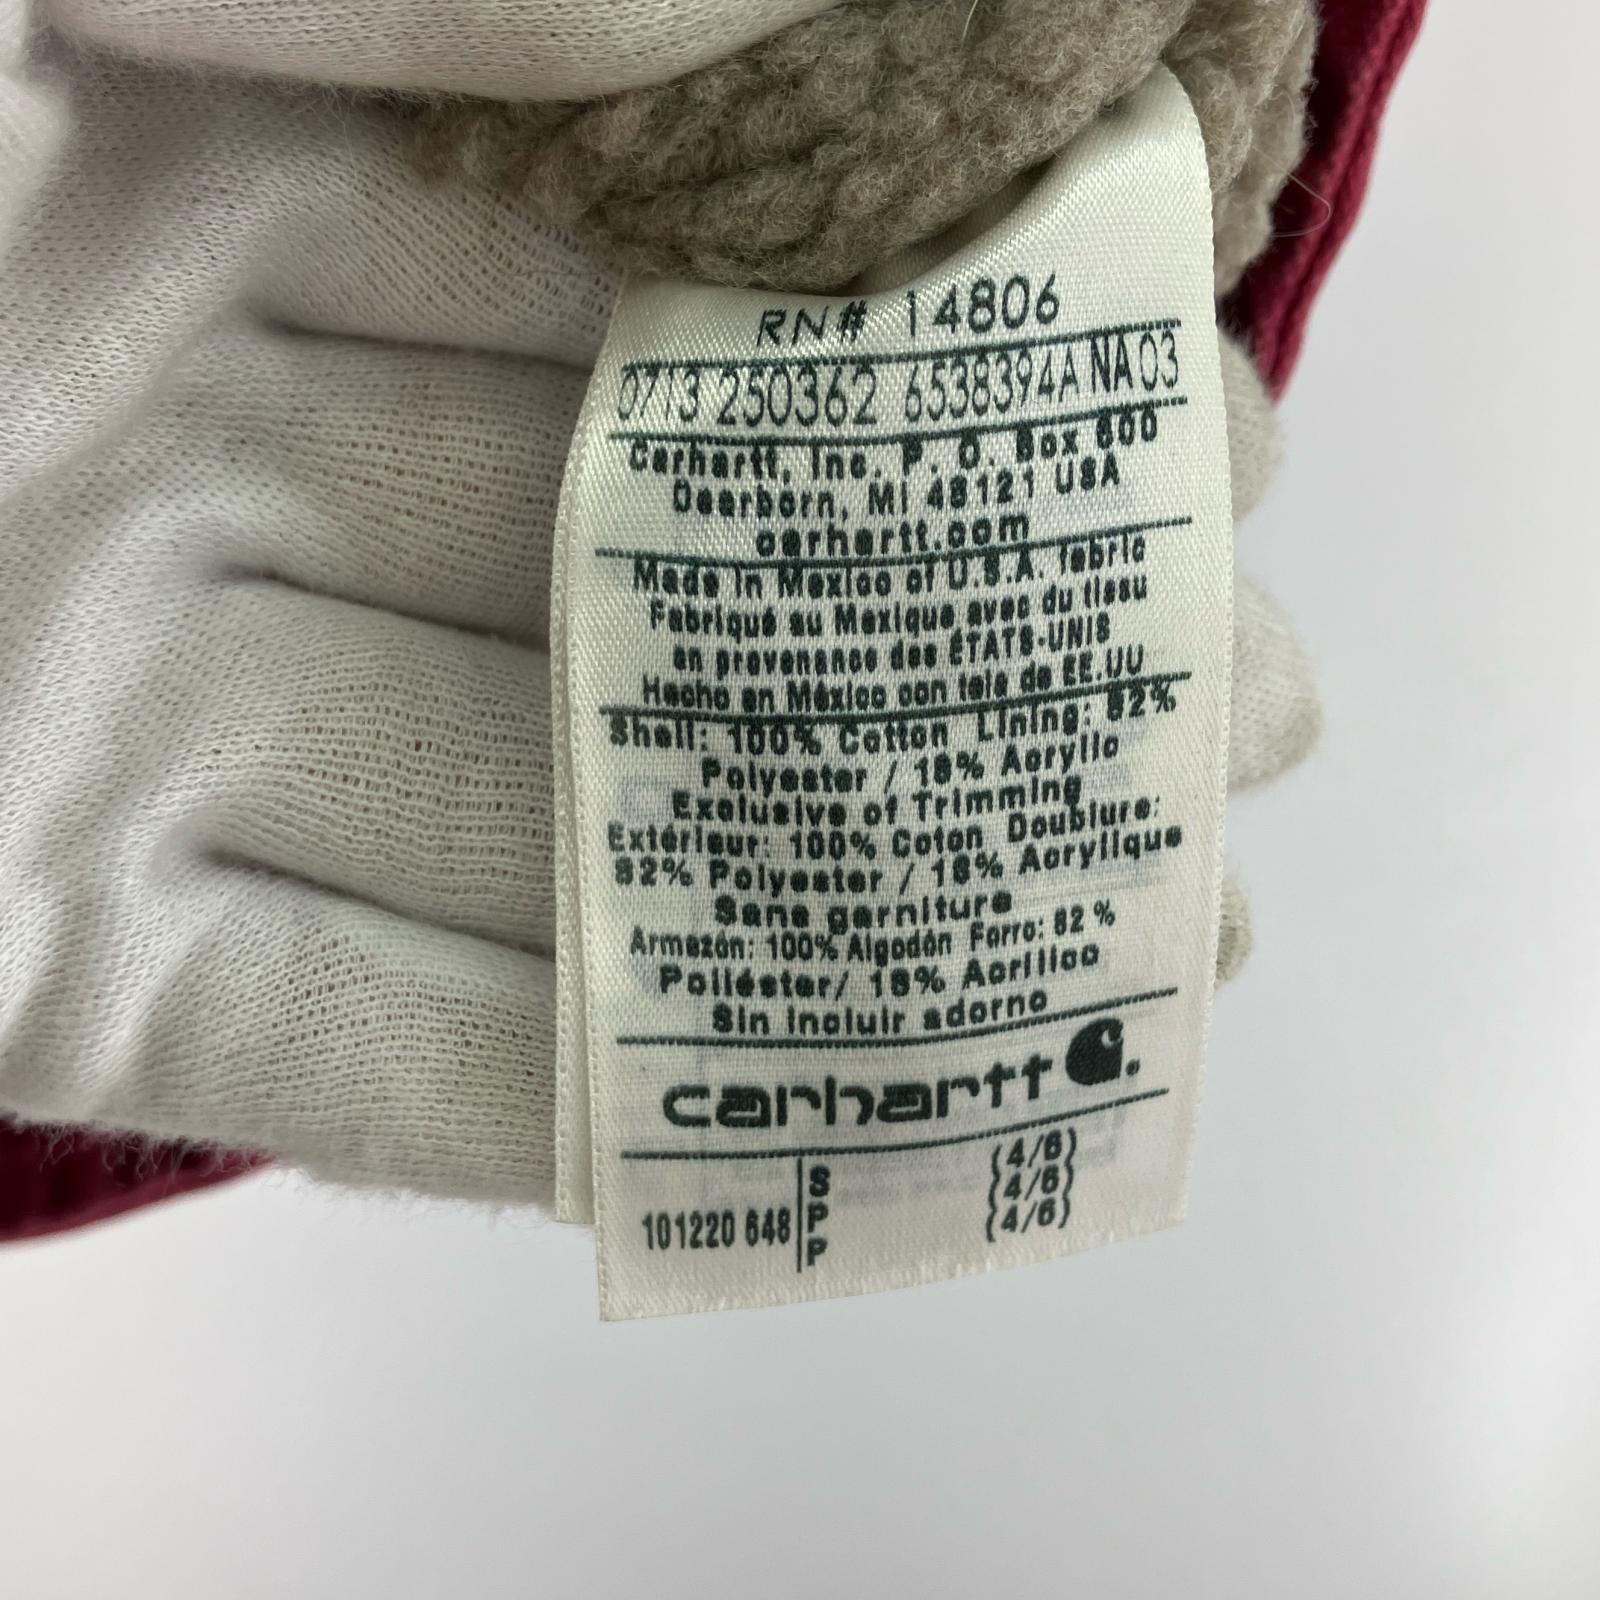 RN# 14806
0713 250362 6538394A NA 03
Carhartt, Inc. P. O. Box 600
Dearborn, MI 48121 USA
carhartt.com
Made in Mexico of U.S.A. fabric
Fabriqué au Mexique avec du tissu
en provenance des ÉTATS-UNIS
Hecho en México con tela de EE.UU
Shell: 100% Cotton Lining: 82%
Polyester / 18% Acrylic
Exclusive of Trimming
Extérieur: 100% Coton Doublure:
82% Polyester / 18% Acrylique
Sans garniture
Armazón: 100% Algodón Forro: 82 %
Poliéster/ 18% Acrílico
Sin incluir adorno
carhartt
101220 648 S (4/6)
P (4/6)
P (4/6)